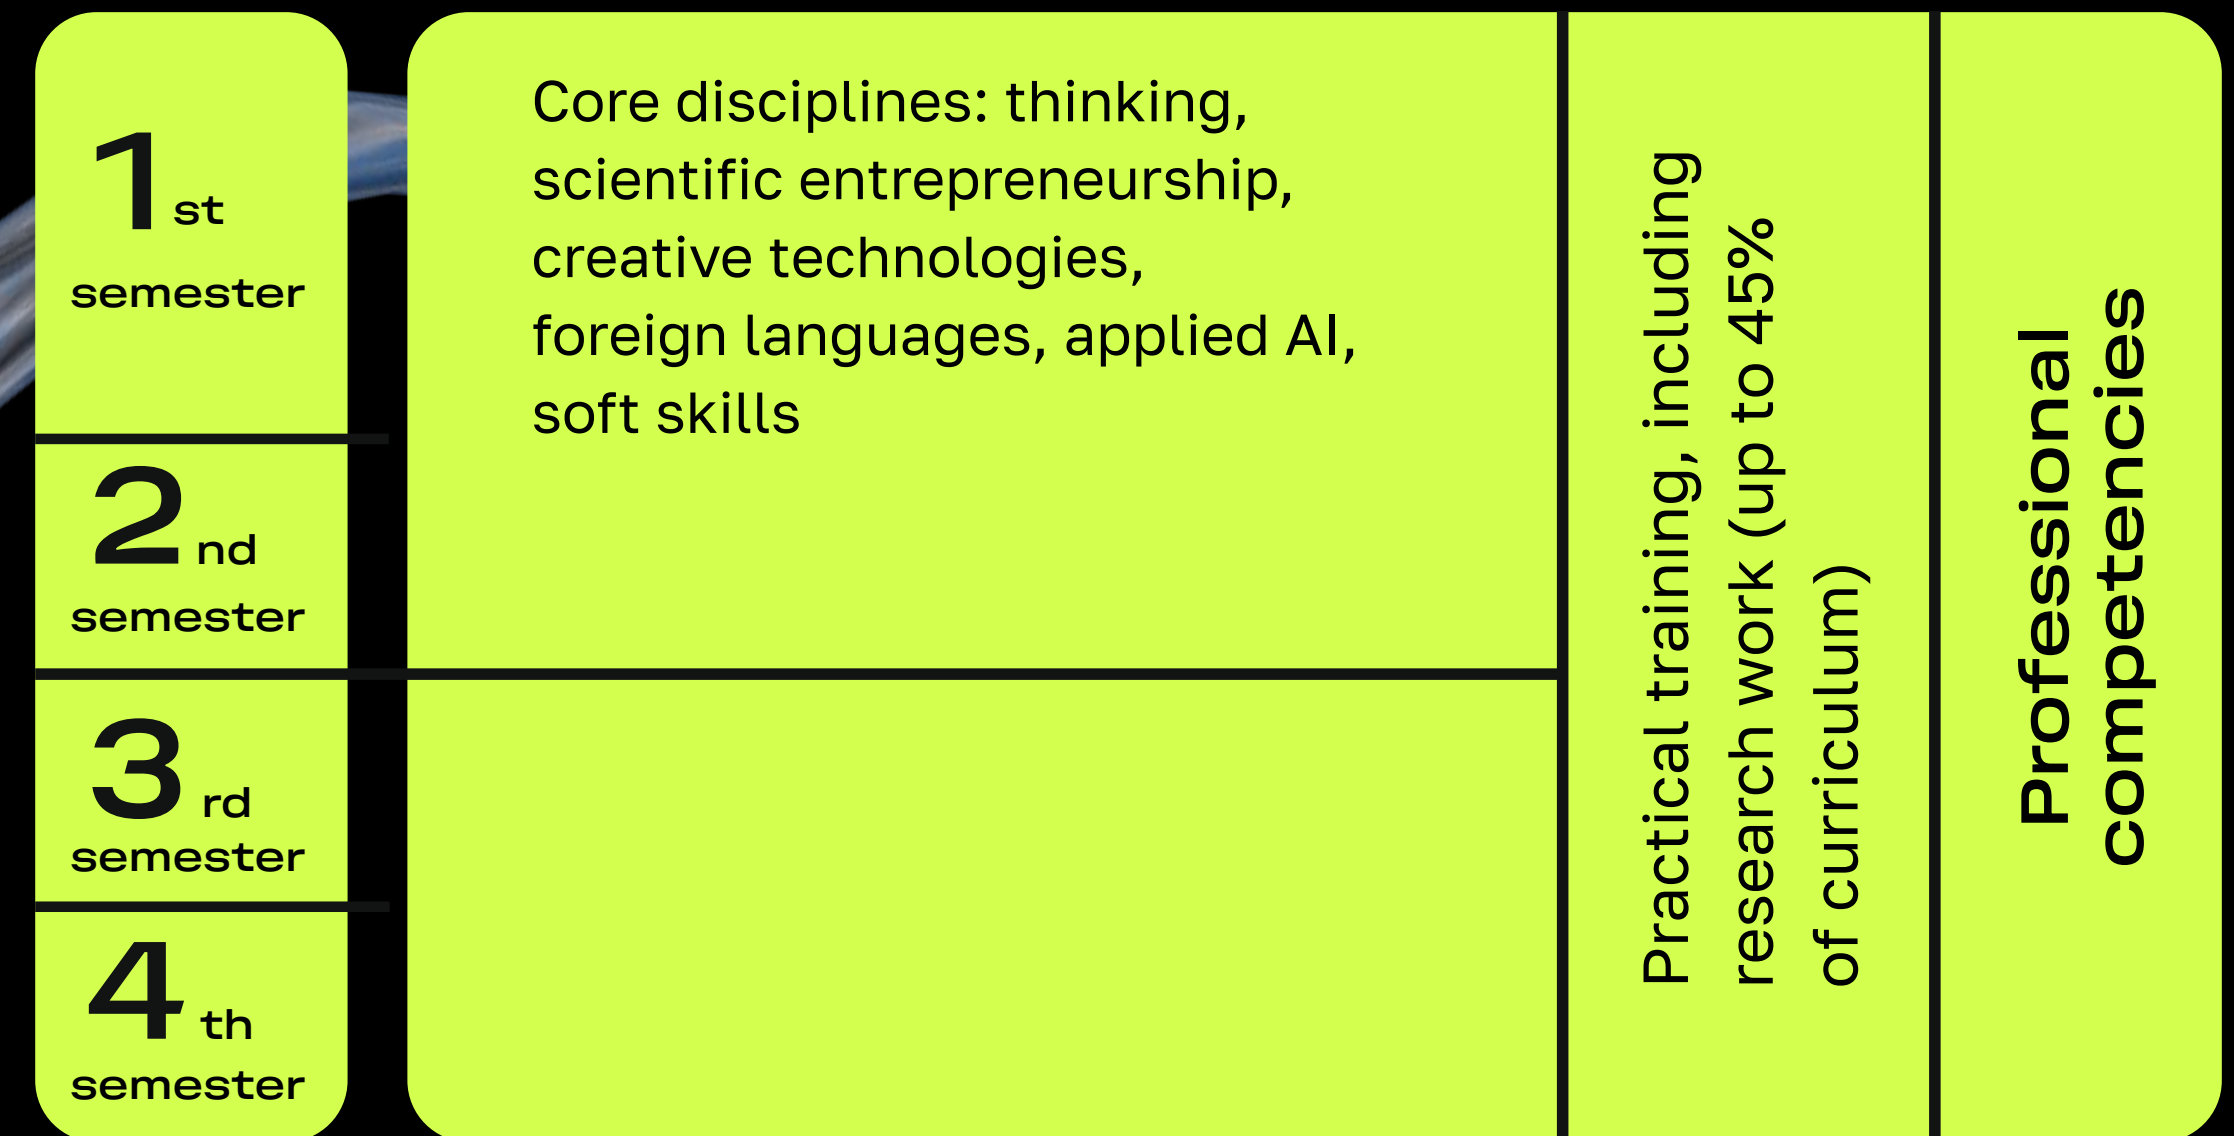 1st
semester
Core disciplines: thinking,
scientific entrepreneurship,
creative technologies,
foreign languages, applied AI,
soft skills
2nd
semester
3rd
semester
4th
semester
Practical training, including
research work (up to 45%
of curriculum)
Professional
competencies